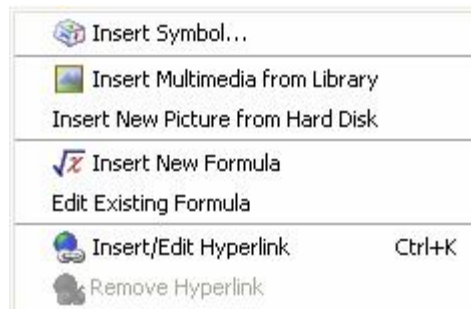 Insert Symbol...
Insert Multimedia from Library
Insert New Picture from Hard Disk
Insert New Formula
Edit Existing Formula
Insert/Edit Hyperlink Ctrl+K
Remove Hyperlink